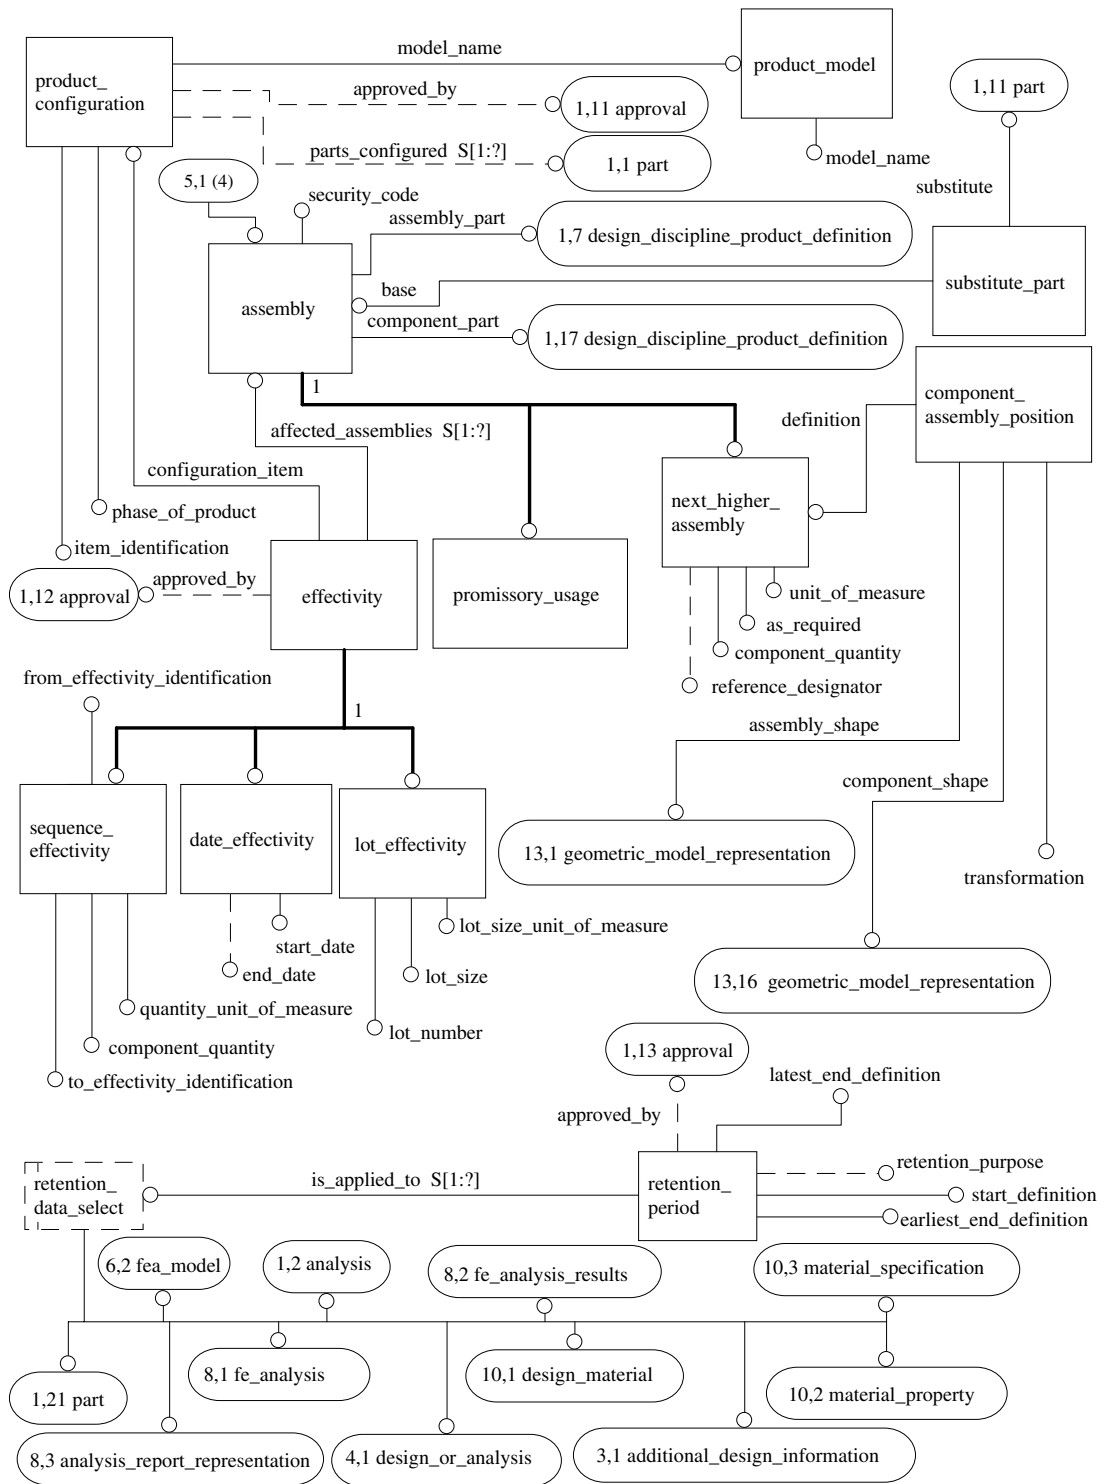 model_name
product_
configuration
product_model
approved_by
1,11 approval
1,11 part
parts_configured S[1:?]
1,1 part
model_name
5,1 (4)
security_code
substitute
assembly_part
1,7 design_discipline_product_definition
base
substitute_part
assembly
component_part
1,17 design_discipline_product_definition
1
component_
assembly_position
definition
affected_assemblies S[1:?]
configuration_item
next_higher_
assembly
phase_of_product
item_identification
approved_by
1,12 approval
effectivity
promissory_usage
unit_of_measure
as_required
component_quantity
reference_designator
from_effectivity_identification
1
assembly_shape
component_shape
sequence_
effectivity
date_effectivity
lot_effectivity
13,1 geometric_model_representation
transformation
lot_size_unit_of_measure
start_date
end_date
lot_size
13,16 geometric_model_representation
quantity_unit_of_measure
lot_number
component_quantity
1,13 approval
to_effectivity_identification
latest_end_definition
approved_by
retention_purpose
is_applied_to S[1:?]
retention_
data_select
retention_
period
start_definition
earliest_end_definition
6,2 fea_model
1,2 analysis
8,2 fe_analysis_results
10,3 material_specification
8,1 fe_analysis
10,1 design_material
1,21 part
10,2 material_property
8,3 analysis_report_representation
4,1 design_or_analysis
3,1 additional_design_information